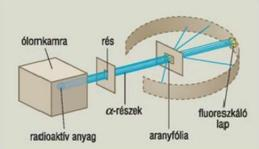 ólomkamra
rés
α-részek
radioaktív anyag
aranyfólia
fluoreszkáló
lap